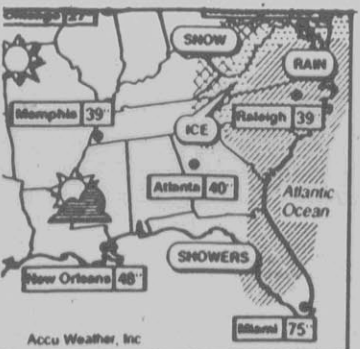 SNOW
RAIN
Memphis 39°
ICE
Raleigh 39°
Atlanta 40°
Atlantic
Ocean
SHOWERS
New Orleans 48°
Miami 75°
Accu Weather, Inc